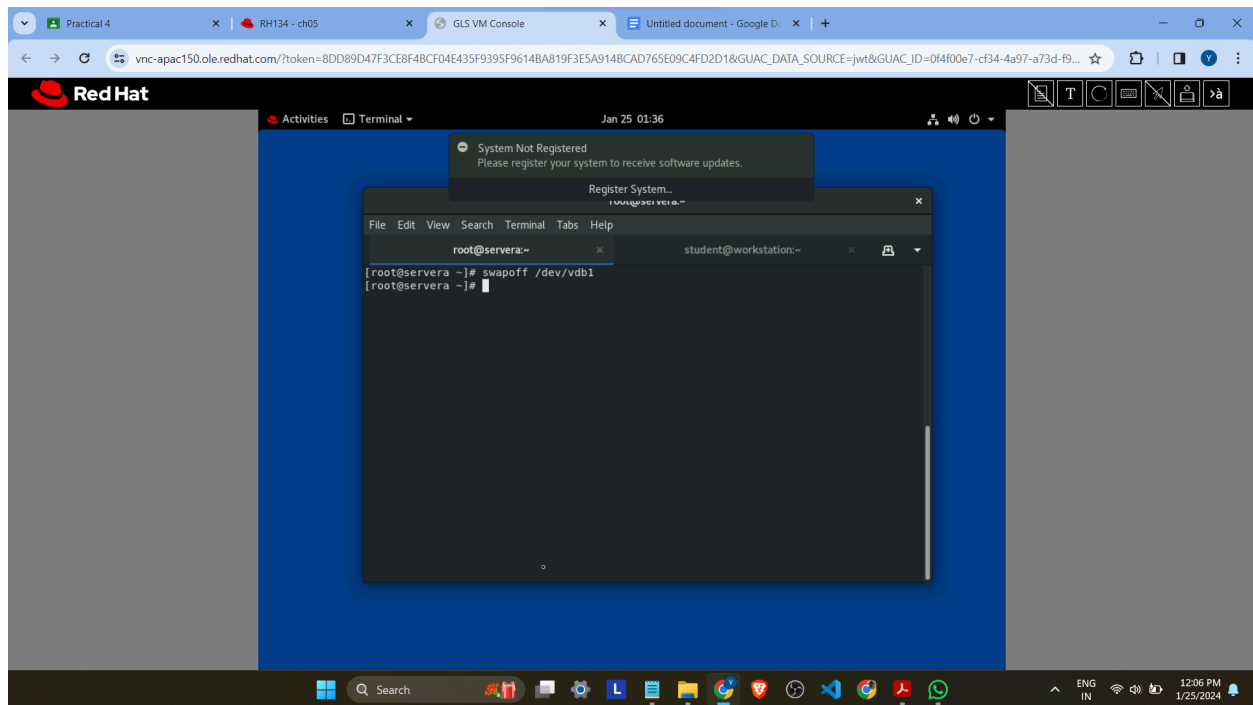 Practical 4
RH134 - ch05
GLS VM Console
Untitled document - Google Do
vnc-apac150.ole.redhat.com/?token=8DD89D47F3CE8F4BCF04E435F9395F9614BA819F3E5A914BCAD765E09C4FD2D1&GUAC_DATA_SOURCE=jwt&GUAC_ID=0f4f00e7-cf34-4a97-a73d-f9...
Y
Red Hat
T
>à
Activities
Terminal
Jan 25 01:36
System Not Registered
Please register your system to receive software updates.
Register System...
root@servera:~
File Edit View Search Terminal Tabs Help
root@servera:~
student@workstation:~
[root@servera ~]# swapoff /dev/vdb1
[root@servera ~]#
Search
L
Y
ENG
IN
12:06 PM
1/25/2024